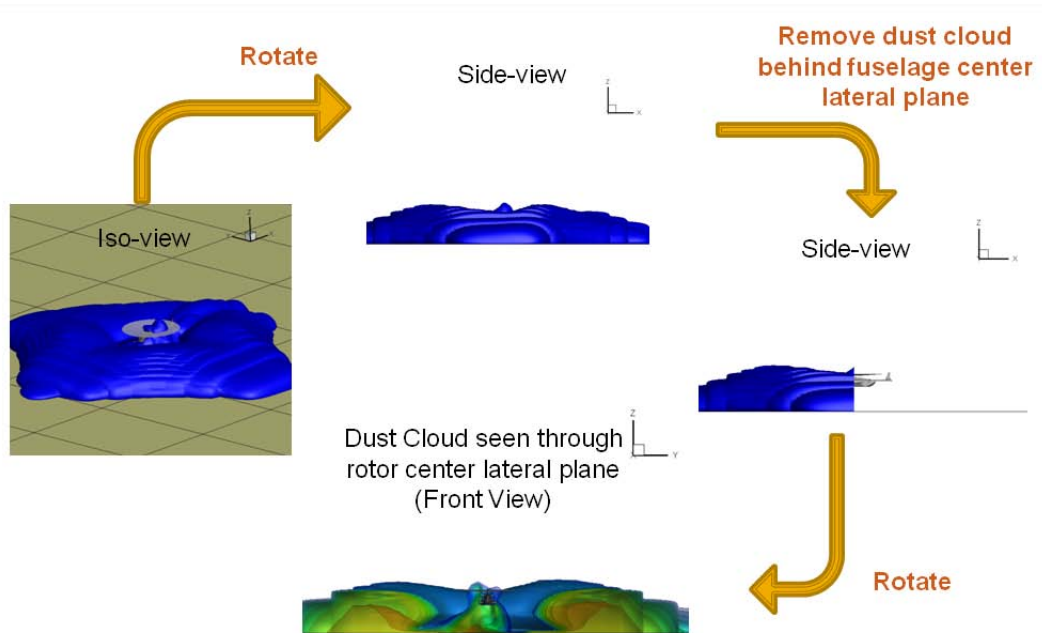 Rotate
Side-view
Z
X
Remove dust cloud
behind fuselage center
lateral plane
Iso-view
Z
Side-view
Z
X
Dust Cloud seen through
rotor center lateral plane
(Front View)
Z
Y
Rotate